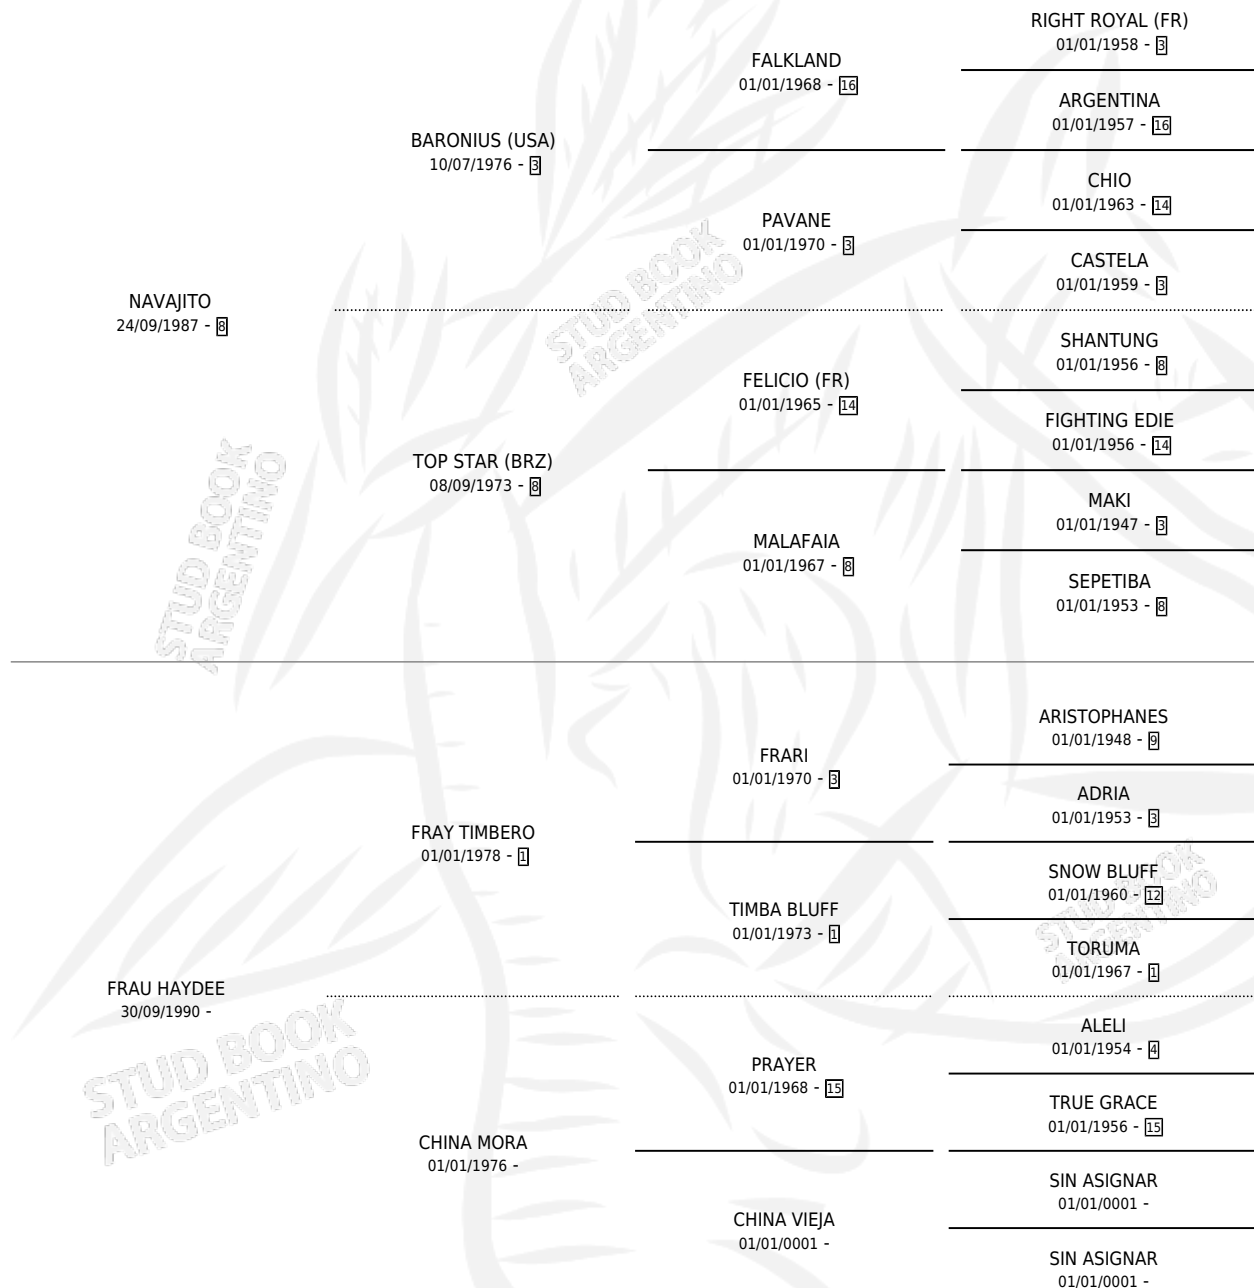 RIGHT ROYAL (FR)
01/01/1958 - 3
FALKLAND
01/01/1968 - 16
ARGENTINA
01/01/1957 - 16
BARONIUS (USA)
10/07/1976 - 3
CHIO
01/01/1963 - 14
PAVANE
01/01/1970 - 3
CASTELA
01/01/1959 - 3
NAVAJITO
24/09/1987 - 8
SHANTUNG
01/01/1956 - 8
FELICIO (FR)
01/01/1965 - 14
FIGHTING EDIE
01/01/1956 - 14
TOP STAR (BRZ)
08/09/1973 - 8
MAKI
01/01/1947 - 3
MALAFAIA
01/01/1967 - 8
SEPETIBA
01/01/1953 - 8
ARISTOPHANES
01/01/1948 - 9
FRARI
01/01/1970 - 3
ADRIA
01/01/1953 - 3
FRAY TIMBERO
01/01/1978 - 1
SNOW BLUFF
01/01/1960 - 12
TIMBA BLUFF
01/01/1973 - 1
TORUMA
01/01/1967 - 1
FRAU HAYDEE
30/09/1990 -
ALELI
01/01/1954 - 4
PRAYER
01/01/1968 - 15
TRUE GRACE
01/01/1956 - 15
CHINA MORA
01/01/1976 -
SIN ASIGNAR
01/01/0001 -
CHINA VIEJA
01/01/0001 -
SIN ASIGNAR
01/01/0001 -
STUD BOOK
ARGENTINO
STUD BOOK
ARGENTINO
STUD BOOK
ARGENTINO
STUD BOOK
ARGENTINO